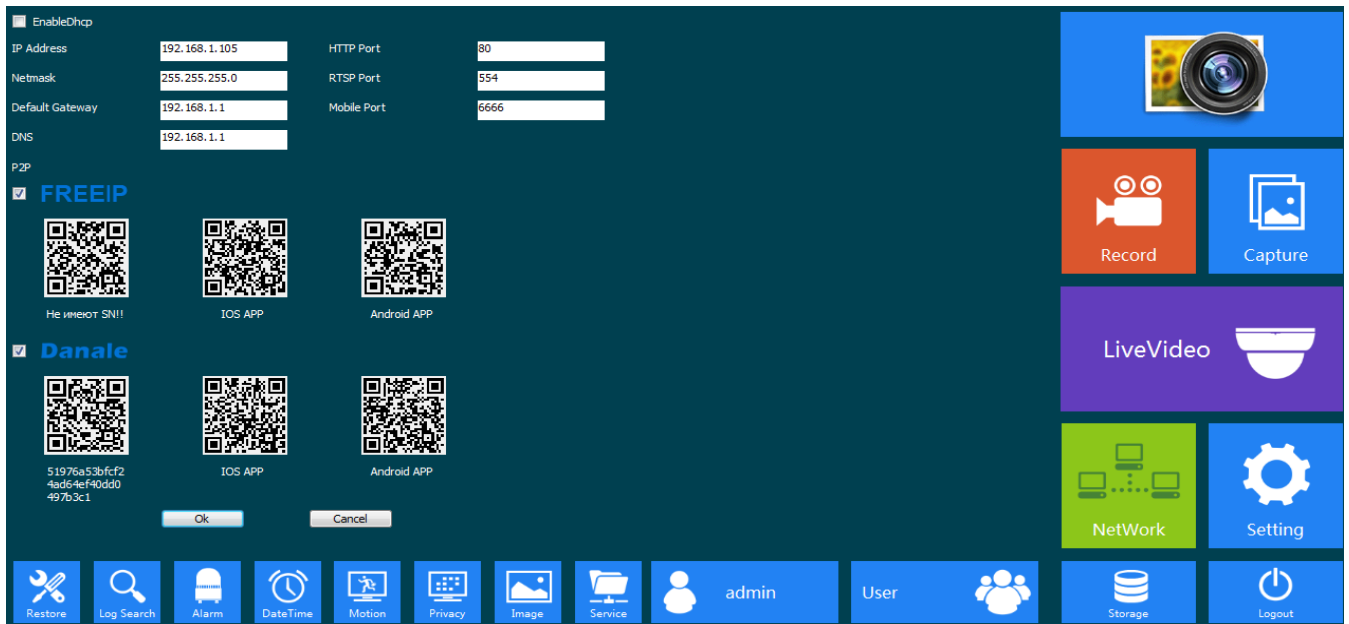 EnableDhcp
IP Address 192.168.1.105 HTTP Port 80
Netmask 255.255.255.0 RTSP Port 554
Default Gateway 192.168.1.1 Mobile Port 6666
DNS 192.168.1.1
P2P
FREEIP
Не имеют SN!! IOS APP Android APP
Danale
51976a53bfcf2 IOS APP Android APP
4ad64ef40dd0
497b3c1
Ok Cancel
Record Capture
LiveVideo
NetWork Setting
Restore Log Search Alarm DateTime Motion Privacy Image Service admin User Storage Logout